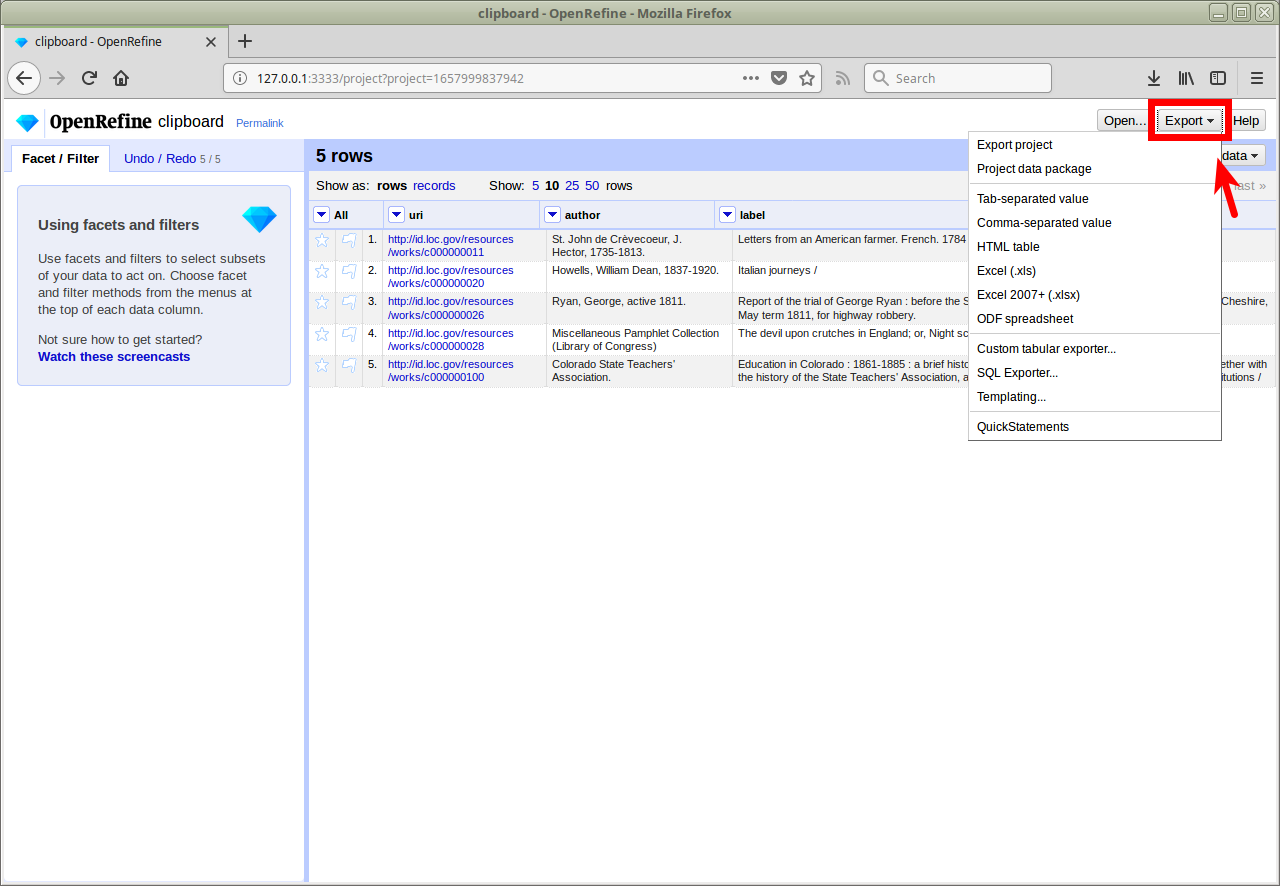 clipboard - OpenRefine - Mozilla Firefox
clipboard - OpenRefine
127.0.0.1:3333/project?project=1657999837942
Search
OpenRefine clipboard Permalink
Open... Export Help
Facet / Filter Undo / Redo 5 / 5
5 rows
data
Show as: rows records Show: 5 10 25 50 rows
last »
Using facets and filters
Use facets and filters to select subsets
of your data to act on. Choose facet
and filter methods from the menus at
the top of each data column.
Not sure how to get started?
Watch these screencasts
All uri author label
1. http://id.loc.gov/resources
/works/c000000011
St. John de Crèvecoeur, J.
Hector, 1735-1813.
Letters from an American farmer. French. 1784
2. http://id.loc.gov/resources
/works/c000000020
Howells, William Dean, 1837-1920.
Italian journeys /
3. http://id.loc.gov/resources
/works/c000000026
Ryan, George, active 1811.
Report of the trial of George Ryan : before the
Cheshire,
May term 1811, for highway robbery.
4. http://id.loc.gov/resources
/works/c000000028
Miscellaneous Pamphlet Collection
(Library of Congress)
The devil upon crutches in England; or, Night
5. http://id.loc.gov/resources
/works/c000000100
Colorado State Teachers'
Association.
Education in Colorado : 1861-1885 : a brief
with
the history of the State Teachers' Association,
Export project
Project data package
Tab-separated value
Comma-separated value
HTML table
Excel (.xls)
Excel 2007+ (.xlsx)
ODF spreadsheet
Custom tabular exporter...
SQL Exporter...
Templating...
QuickStatements